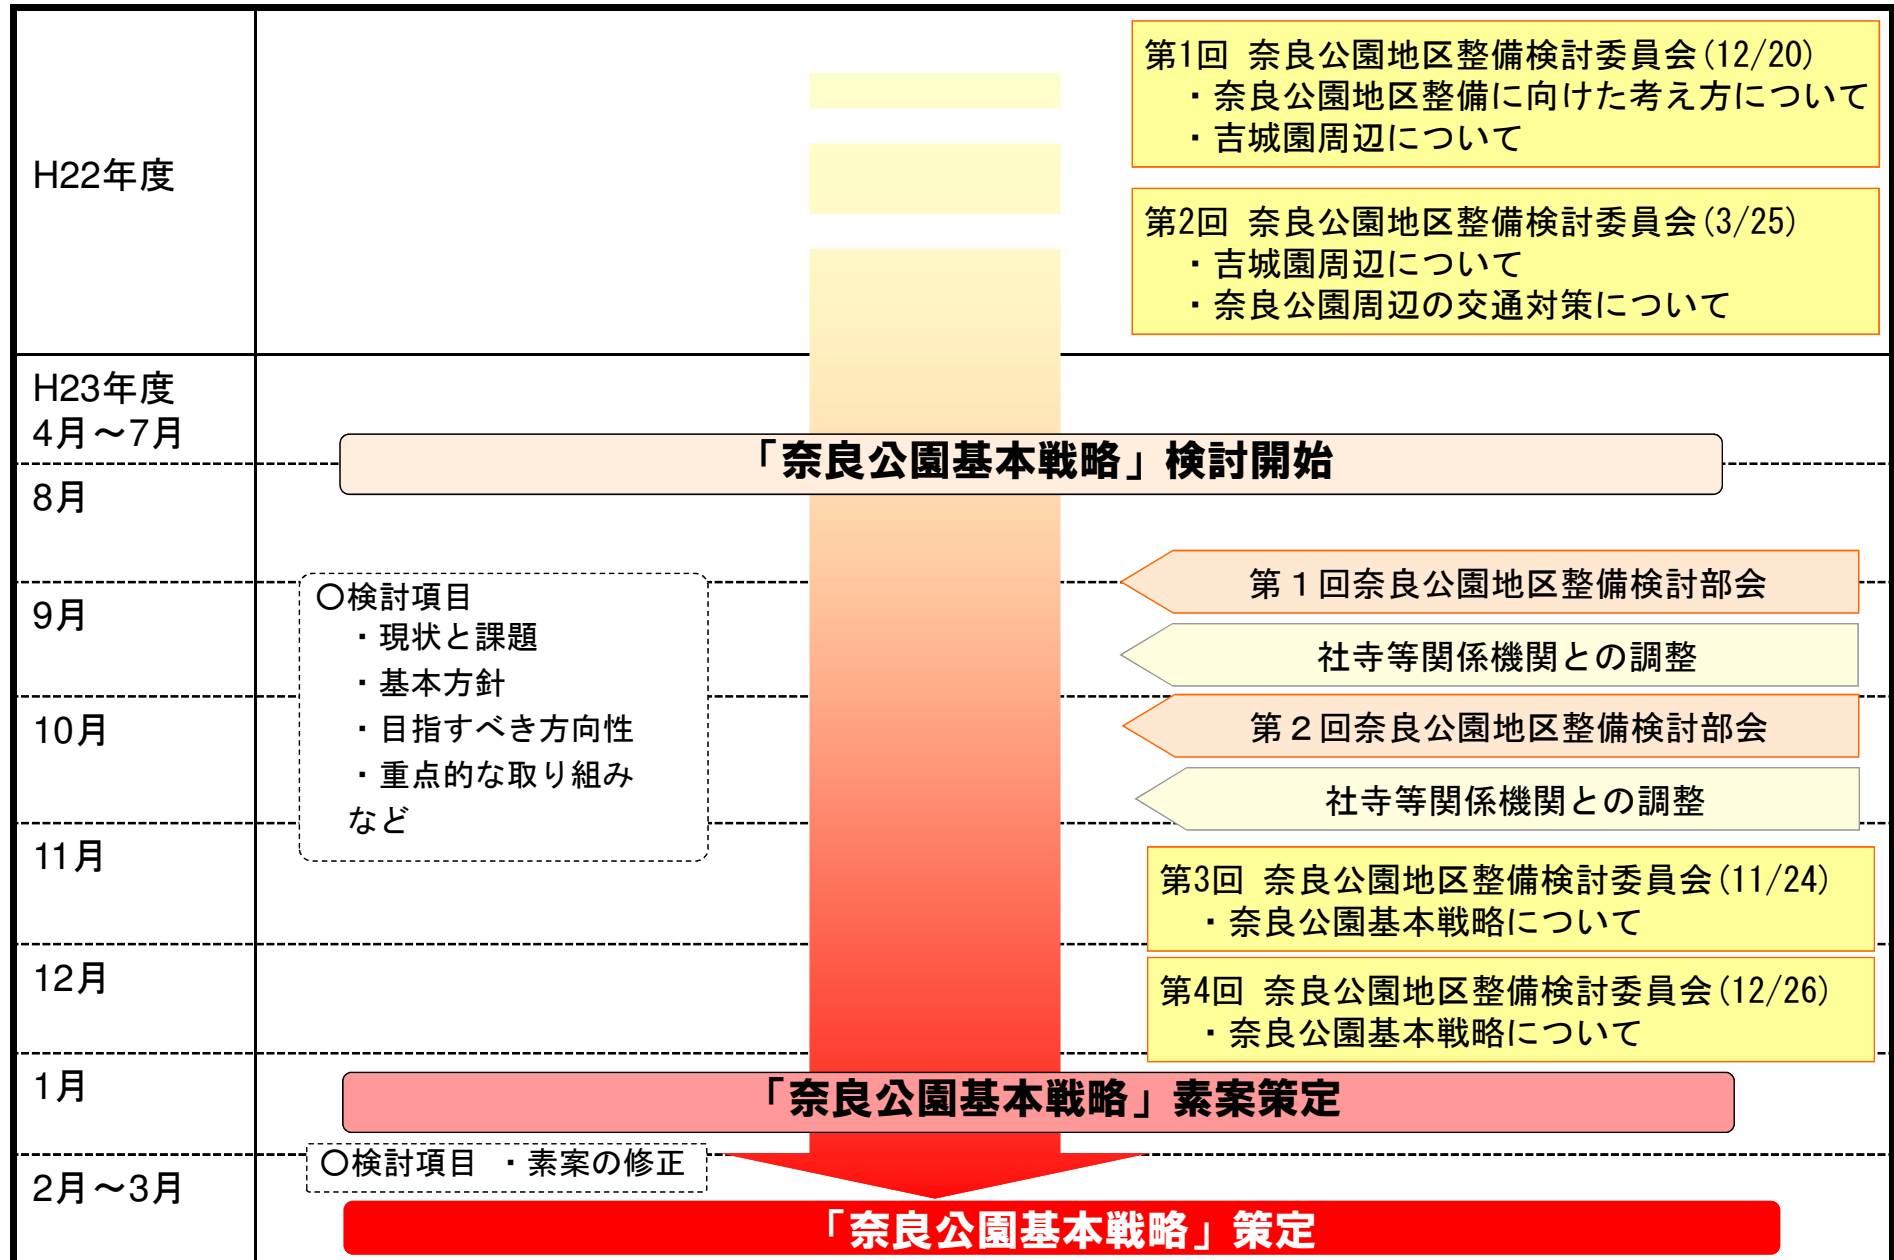 H22年度
第1回 奈良公園地区整備検討委員会(12/20)
・奈良公園地区整備に向けた考え方について
・吉城園周辺について
第2回 奈良公園地区整備検討委員会(3/25)
・吉城園周辺について
・奈良公園周辺の交通対策について
H23年度
4月～7月
「奈良公園基本戦略」検討開始
8月
9月
〇検討項目
・現状と課題
・基本方針
・目指すべき方向性
・重点的な取り組み
など
第１回奈良公園地区整備検討部会
社寺等関係機関との調整
10月
第２回奈良公園地区整備検討部会
社寺等関係機関との調整
11月
第3回 奈良公園地区整備検討委員会(11/24)
・奈良公園基本戦略について
12月
第4回 奈良公園地区整備検討委員会(12/26)
・奈良公園基本戦略について
1月
「奈良公園基本戦略」素案策定
2月～3月
〇検討項目 ・素案の修正
「奈良公園基本戦略」策定